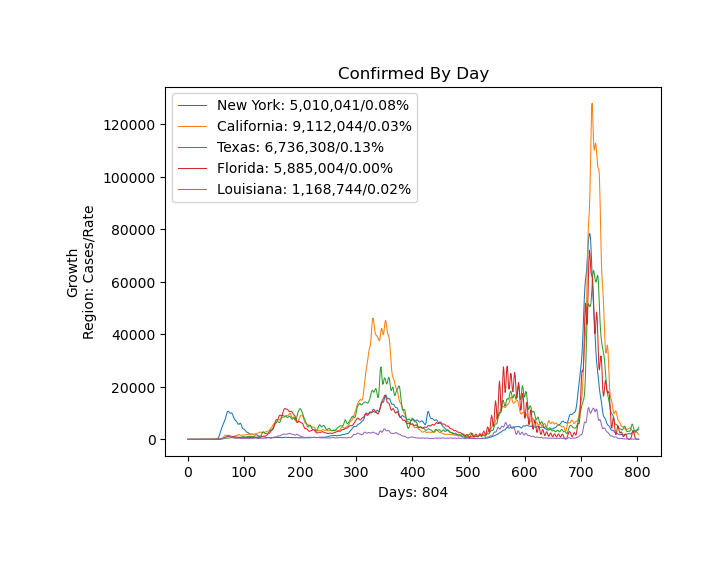 Confirmed By Day
New York: 5,010,041/0.08%
California: 9,112,044/0.03%
Texas: 6,736,308/0.13%
Florida: 5,885,004/0.00%
Louisiana: 1,168,744/0.02%
Growth
Region: Cases/Rate
120000
100000
80000
60000
40000
20000
0
0 100 200 300 400 500 600 700 800
Days: 804